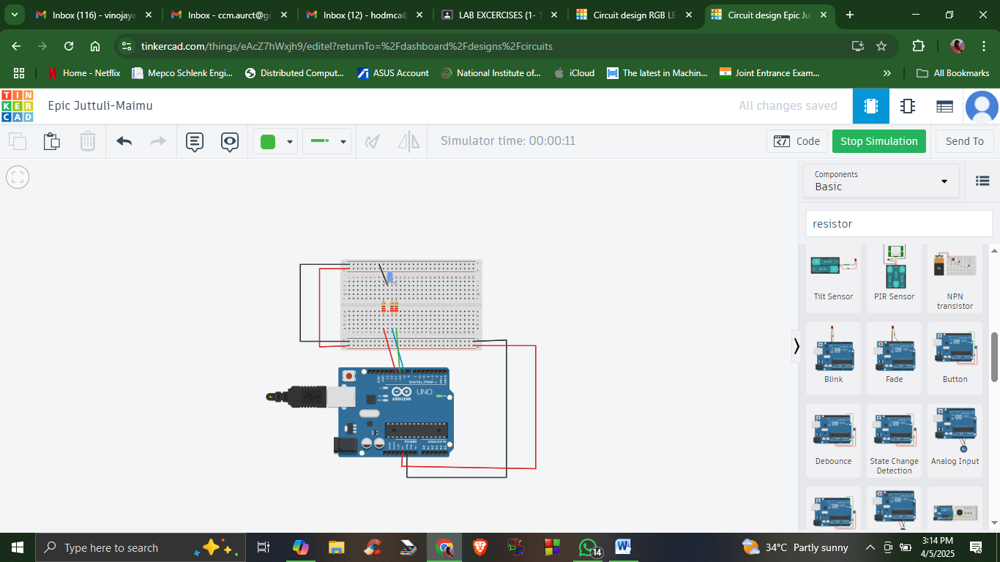 Inbox (116) - vinojaya
Inbox - ccm.aurct@gr
Inbox (12) - hodmca@
LAB EXCERCISES (1- 1
Circuit design RGB LE
Circuit design Epic Jut
tinkercad.com/things/eAcZ7hWxjh9/editel?returnTo=%2Fdashboard%2Fdesigns%2Fcircuits
Home - Netflix
Mepco Schlenk Engi...
Distributed Comput...
ASUS Account
National Institute of...
iCloud
The latest in Machin...
Joint Entrance Exam...
All Bookmarks
TIN
KER
CAD
Epic Juttuli-Maimu
All changes saved
Simulator time: 00:00:11
Code
Stop Simulation
Send To
Components
Basic
resistor
Tilt Sensor
PIR Sensor
NPN
transistor
Blink
Fade
Button
Debounce
State Change
Detection
Analog Input
DIGITAL (PWM~)
UNO
ARDUINO
POWER
ANALOG IN
Type here to search
14
34°C Partly sunny
3:14 PM
4/5/2025